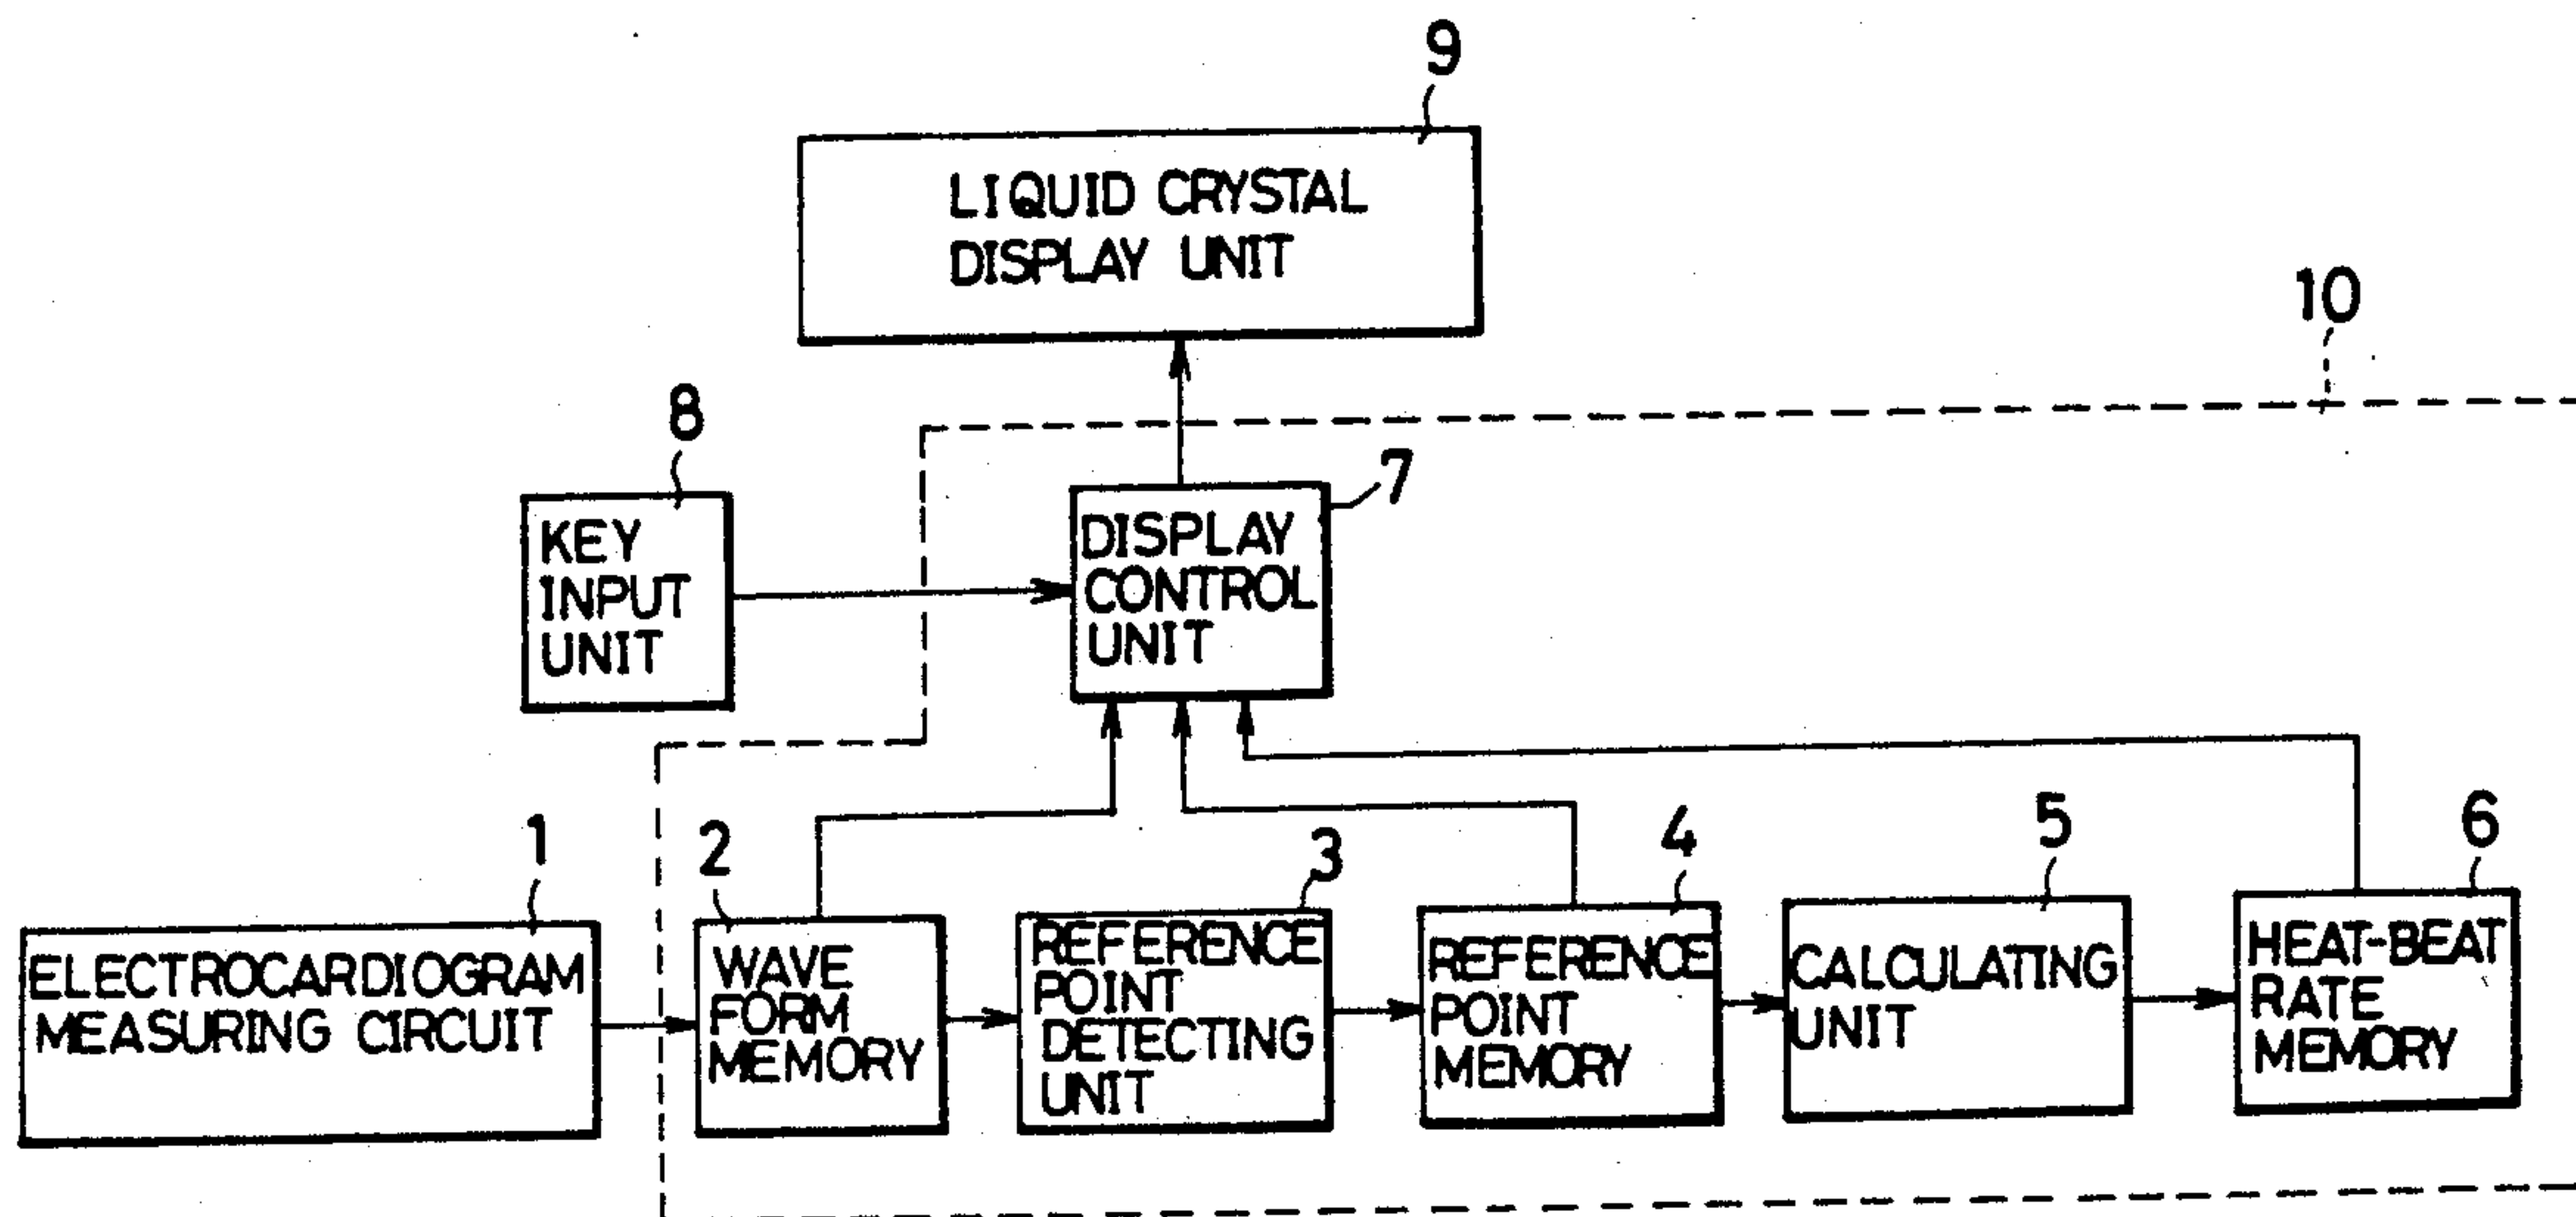 9
LIQUID CRYSTAL
DISPLAY UNIT
10
8
KEY
INPUT
UNIT
7
DISPLAY
CONTROL
UNIT
1
ELECTROCARDIOGRAM
MEASURING CIRCUIT
2
WAVE
FORM
MEMORY
3
REFERENCE
POINT
DETECTING
UNIT
4
REFERENCE
POINT
MEMORY
5
CALCULATING
UNIT
6
HEAT-BEAT
RATE
MEMORY